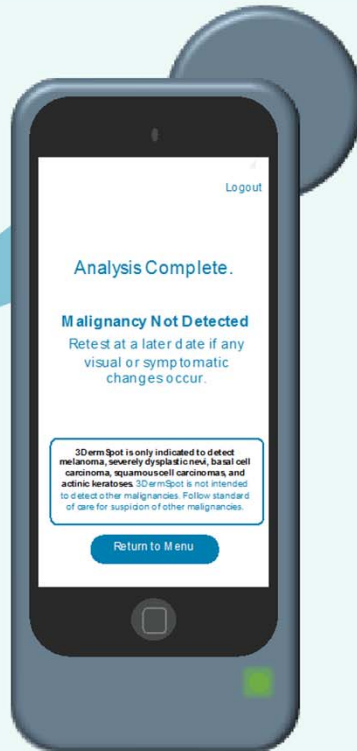 Logout
Analysis Complete.
Malignancy Not Detected
Retest at a later date if any
visual or symptomatic
changes occur.
3DermSpot is only indicated to detect
melanoma, severely dysplastic nevi, basal cell
carcinoma, squamous cell carcinomas, and
actinic keratoses. 3DermSpot is not intended
to detect other malignancies. Follow standard
of care for suspicion of other malignancies.
Return to Menu